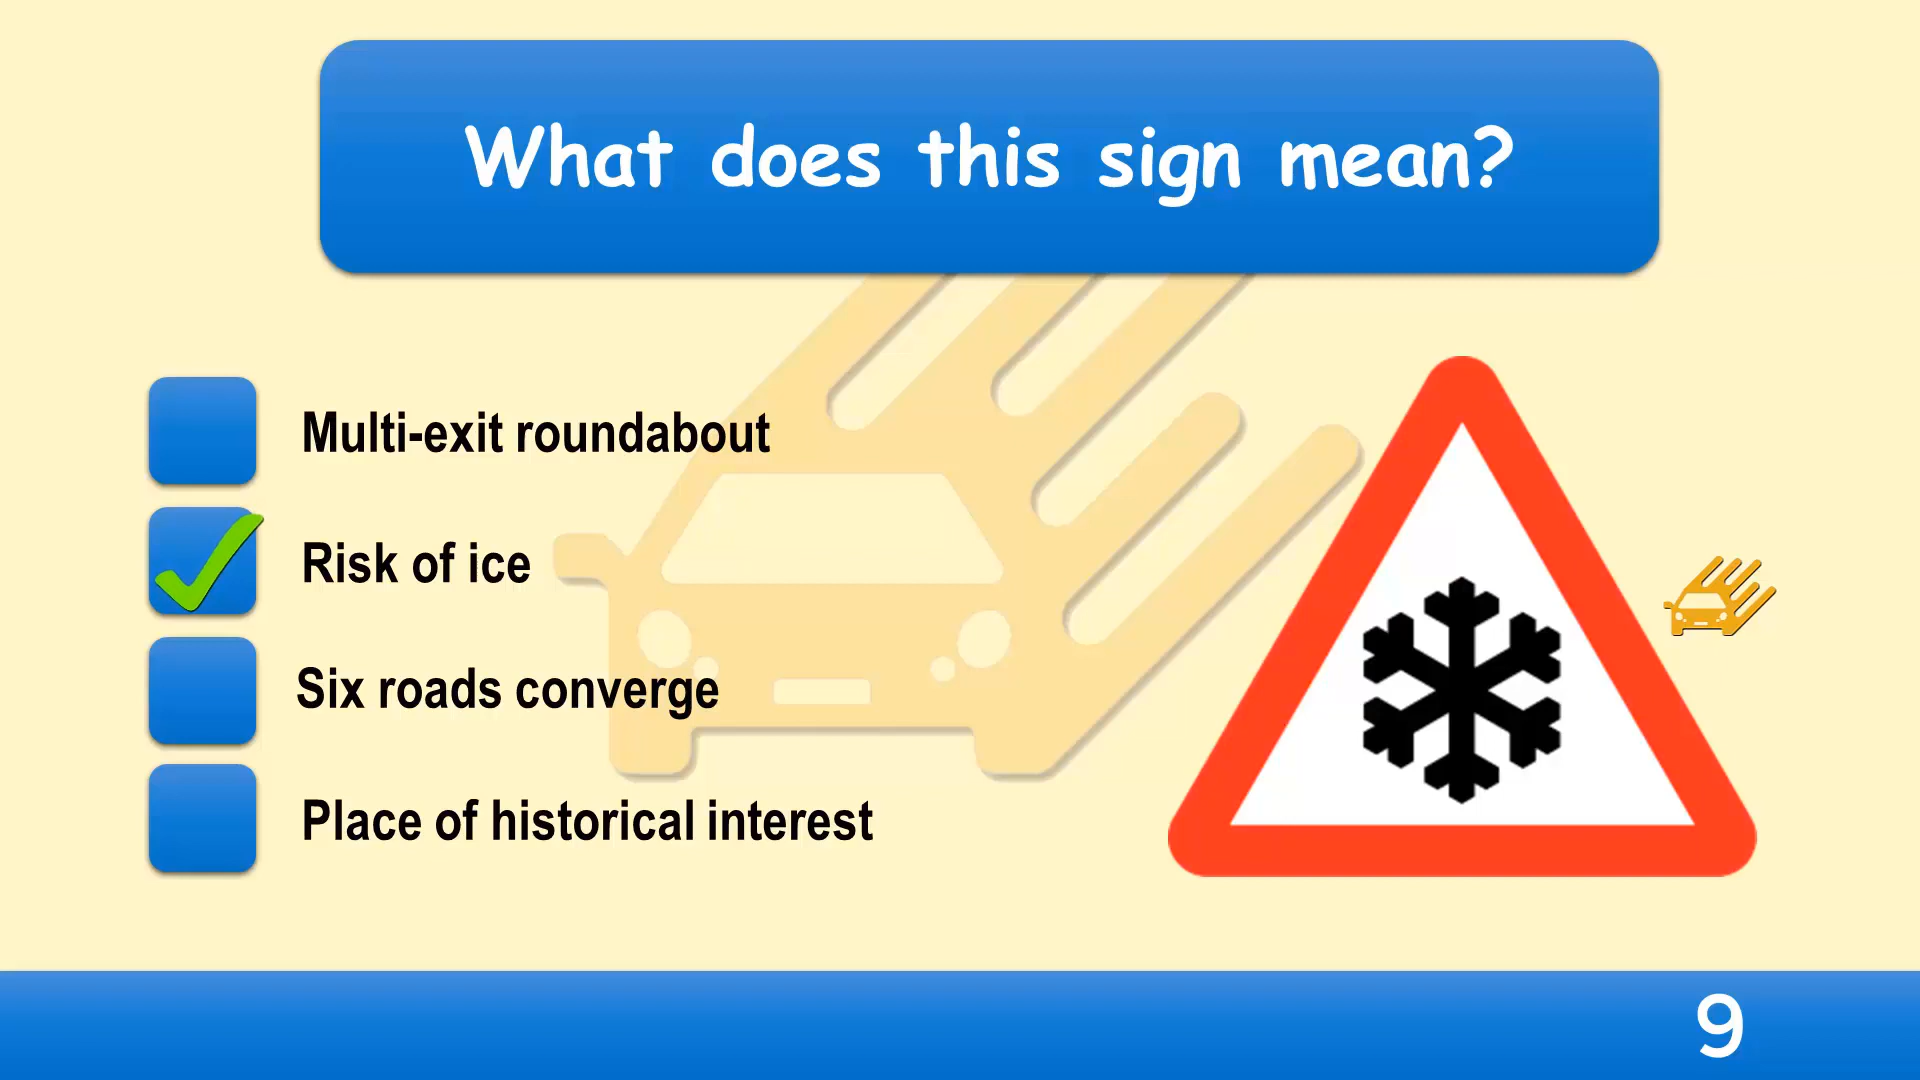 What does this sign mean?
Multi-exit roundabout
Risk of ice
Six roads converge
Place of historical interest
9